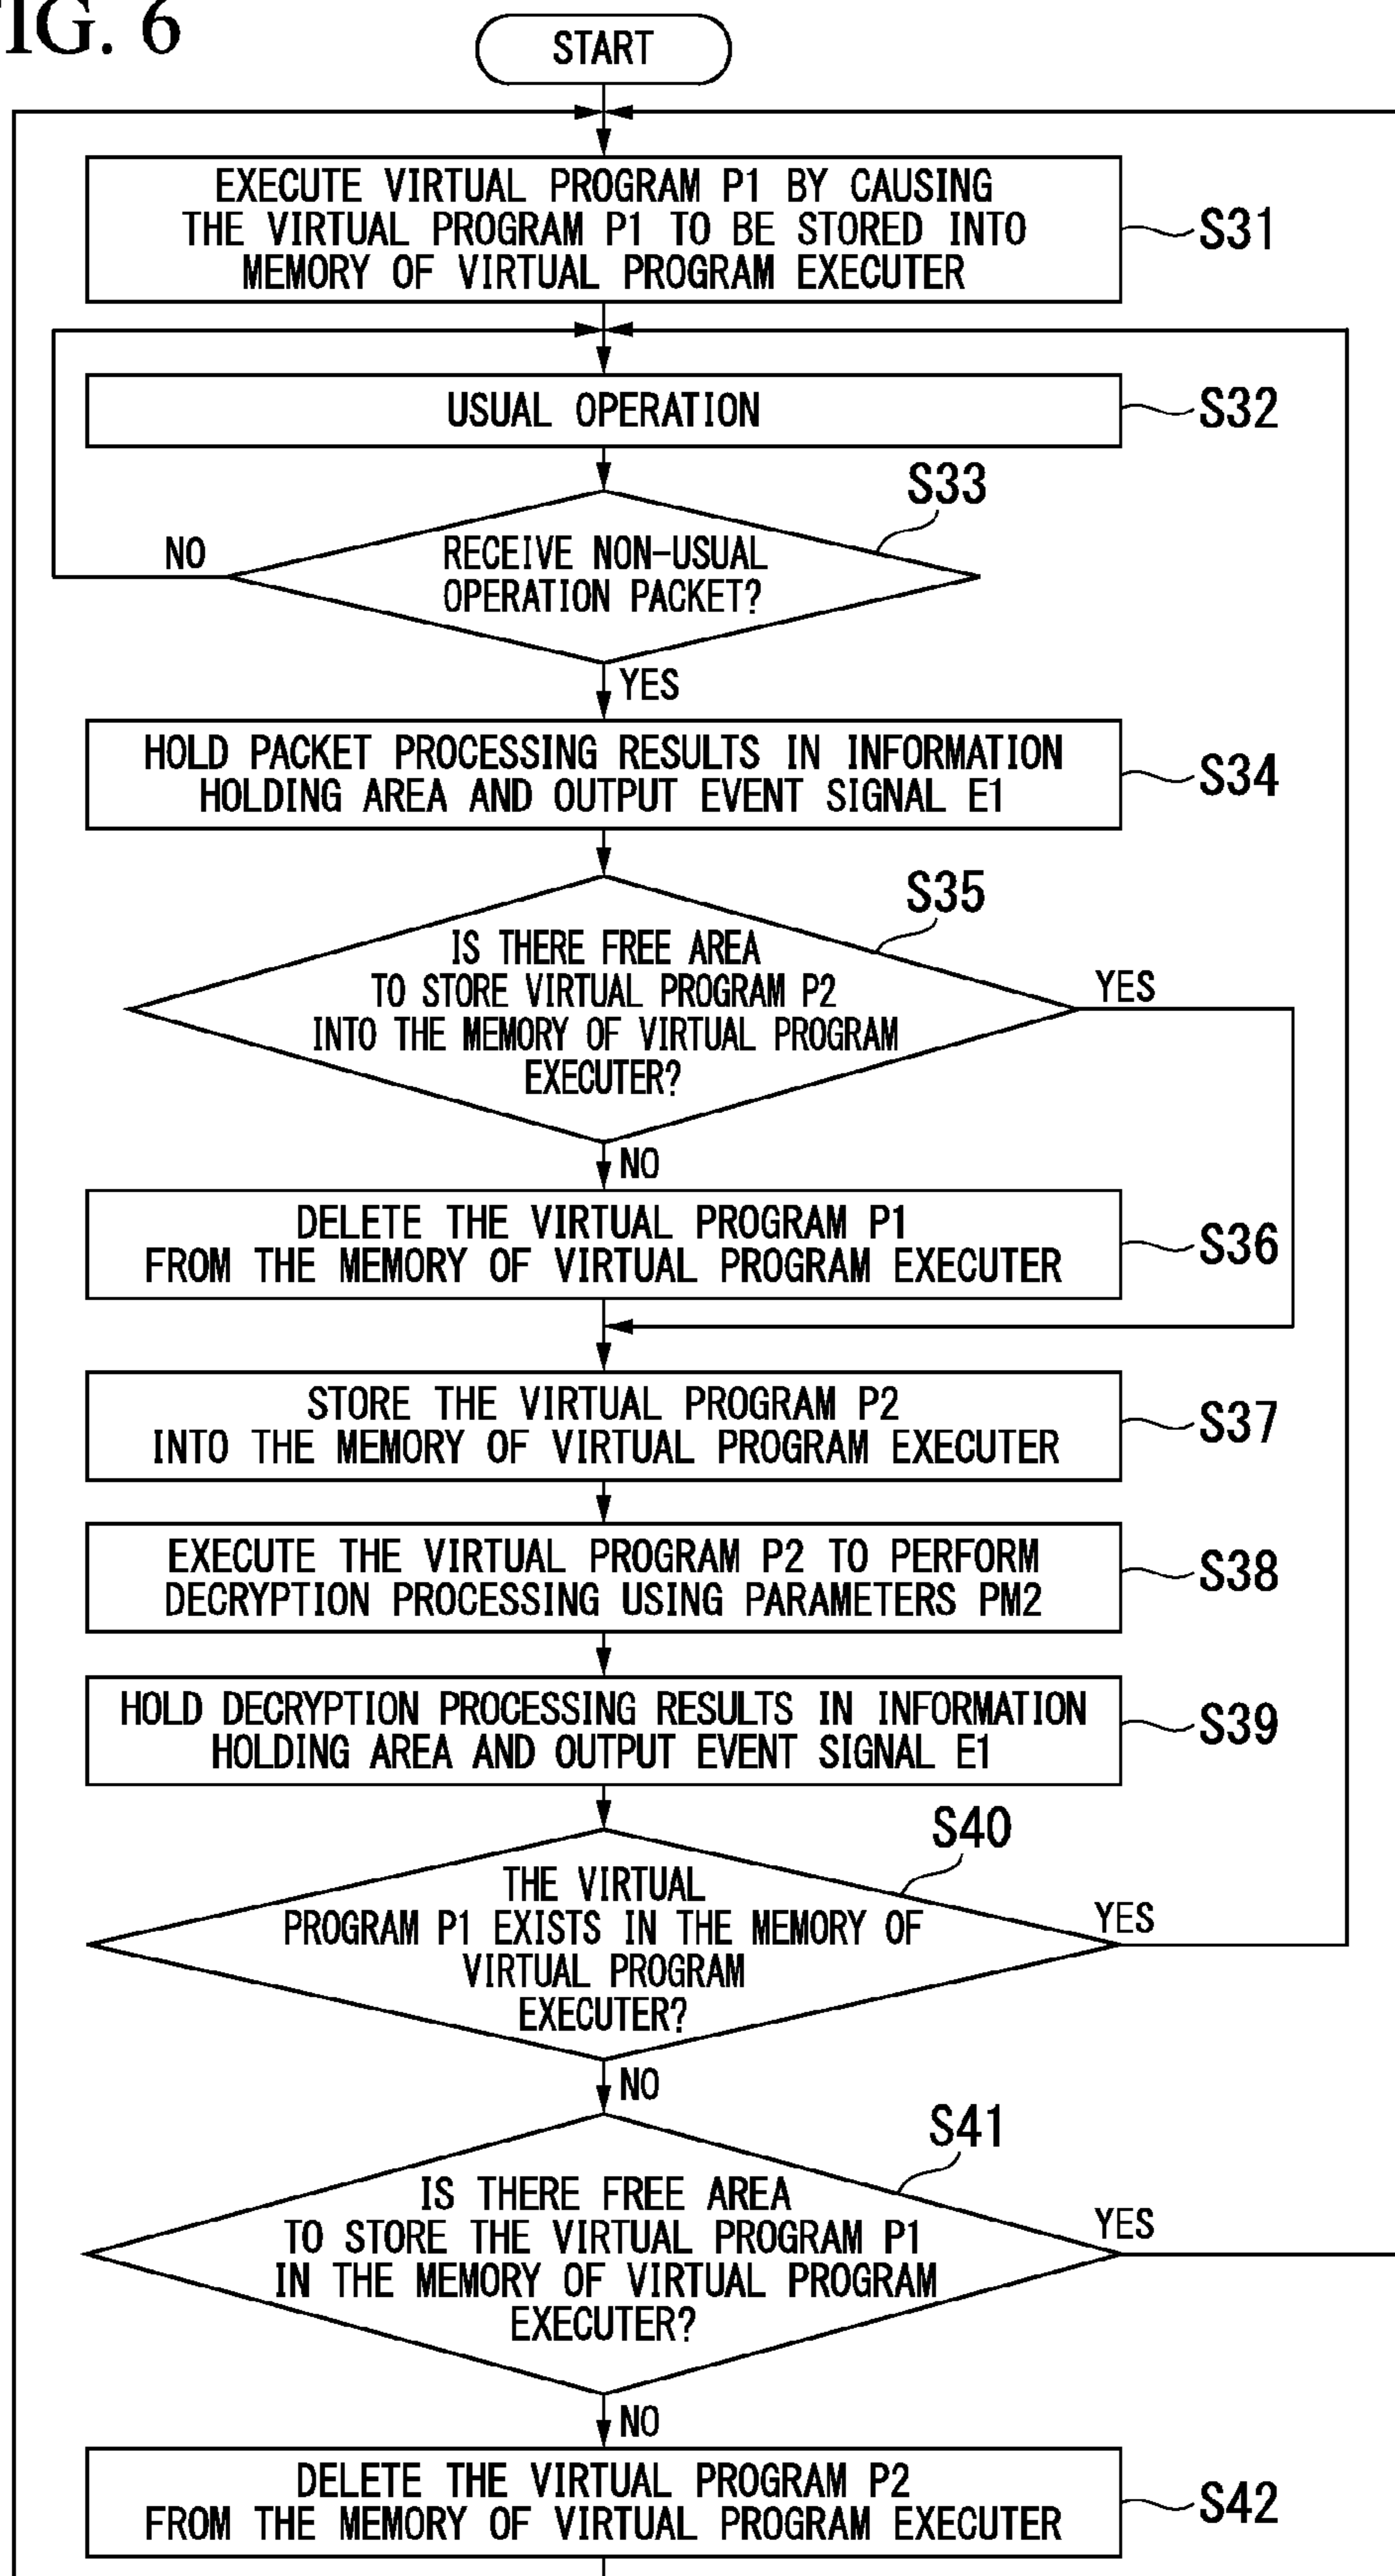 IG. 6
START
EXECUTE VIRTUAL PROGRAM P1 BY CAUSING
THE VIRTUAL PROGRAM P1 TO BE STORED INTO
MEMORY OF VIRTUAL PROGRAM EXECUTER
S31
USUAL OPERATION
S32
S33
RECEIVE NON-USUAL
OPERATION PACKET?
NO
YES
HOLD PACKET PROCESSING RESULTS IN INFORMATION
HOLDING AREA AND OUTPUT EVENT SIGNAL E1
S34
S35
IS THERE FREE AREA
TO STORE VIRTUAL PROGRAM P2
INTO THE MEMORY OF VIRTUAL PROGRAM
EXECUTER?
YES
NO
DELETE THE VIRTUAL PROGRAM P1
FROM THE MEMORY OF VIRTUAL PROGRAM EXECUTER
S36
STORE THE VIRTUAL PROGRAM P2
INTO THE MEMORY OF VIRTUAL PROGRAM EXECUTER
S37
EXECUTE THE VIRTUAL PROGRAM P2 TO PERFORM
DECRYPTION PROCESSING USING PARAMETERS PM2
S38
HOLD DECRYPTION PROCESSING RESULTS IN INFORMATION
HOLDING AREA AND OUTPUT EVENT SIGNAL E1
S39
S40
THE VIRTUAL
PROGRAM P1 EXISTS IN THE MEMORY OF
VIRTUAL PROGRAM
EXECUTER?
YES
NO
S41
IS THERE FREE AREA
TO STORE THE VIRTUAL PROGRAM P1
IN THE MEMORY OF VIRTUAL PROGRAM
EXECUTER?
YES
NO
DELETE THE VIRTUAL PROGRAM P2
FROM THE MEMORY OF VIRTUAL PROGRAM EXECUTER
S42